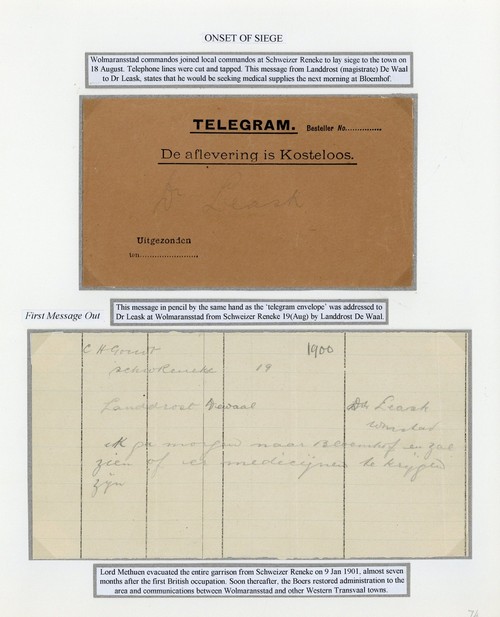 ONSET OF SIEGE
Wolmaransstad commandos joined local commandos at Schweizer Reneke to lay siege to the town on
18 August. Telephone lines were cut and tapped. This message from Landdrost (magistrate) De Waal
to Dr Leask, states that he would be seeking medical supplies the next morning at Bloemhof.
TELEGRAM. Besteller No...............
De aflevering is Kosteloos.
Dr Leask
Uitgezonden
ten......................
This message in pencil by the same hand as the 'telegram envelope' was addressed to
First Message Out
Dr Leask at Wolmaransstad from Schweizer Reneke 19(Aug) by Landdrost De Waal.
C H 1900
Reneke 19
Landdrost Dewaal Dr Leask
Wmstad
ik ga morgen naar Bloemhof en zal
zien of er medicijnen te krijgen
zijn
Lord Methuen evacuated the entire garrison from Schweizer Reneke on 9 Jan 1901, almost seven
months after the first British occupation. Soon thereafter, the Boers restored administration to the
area and communications between Wolmaransstad and other Western Transvaal towns.